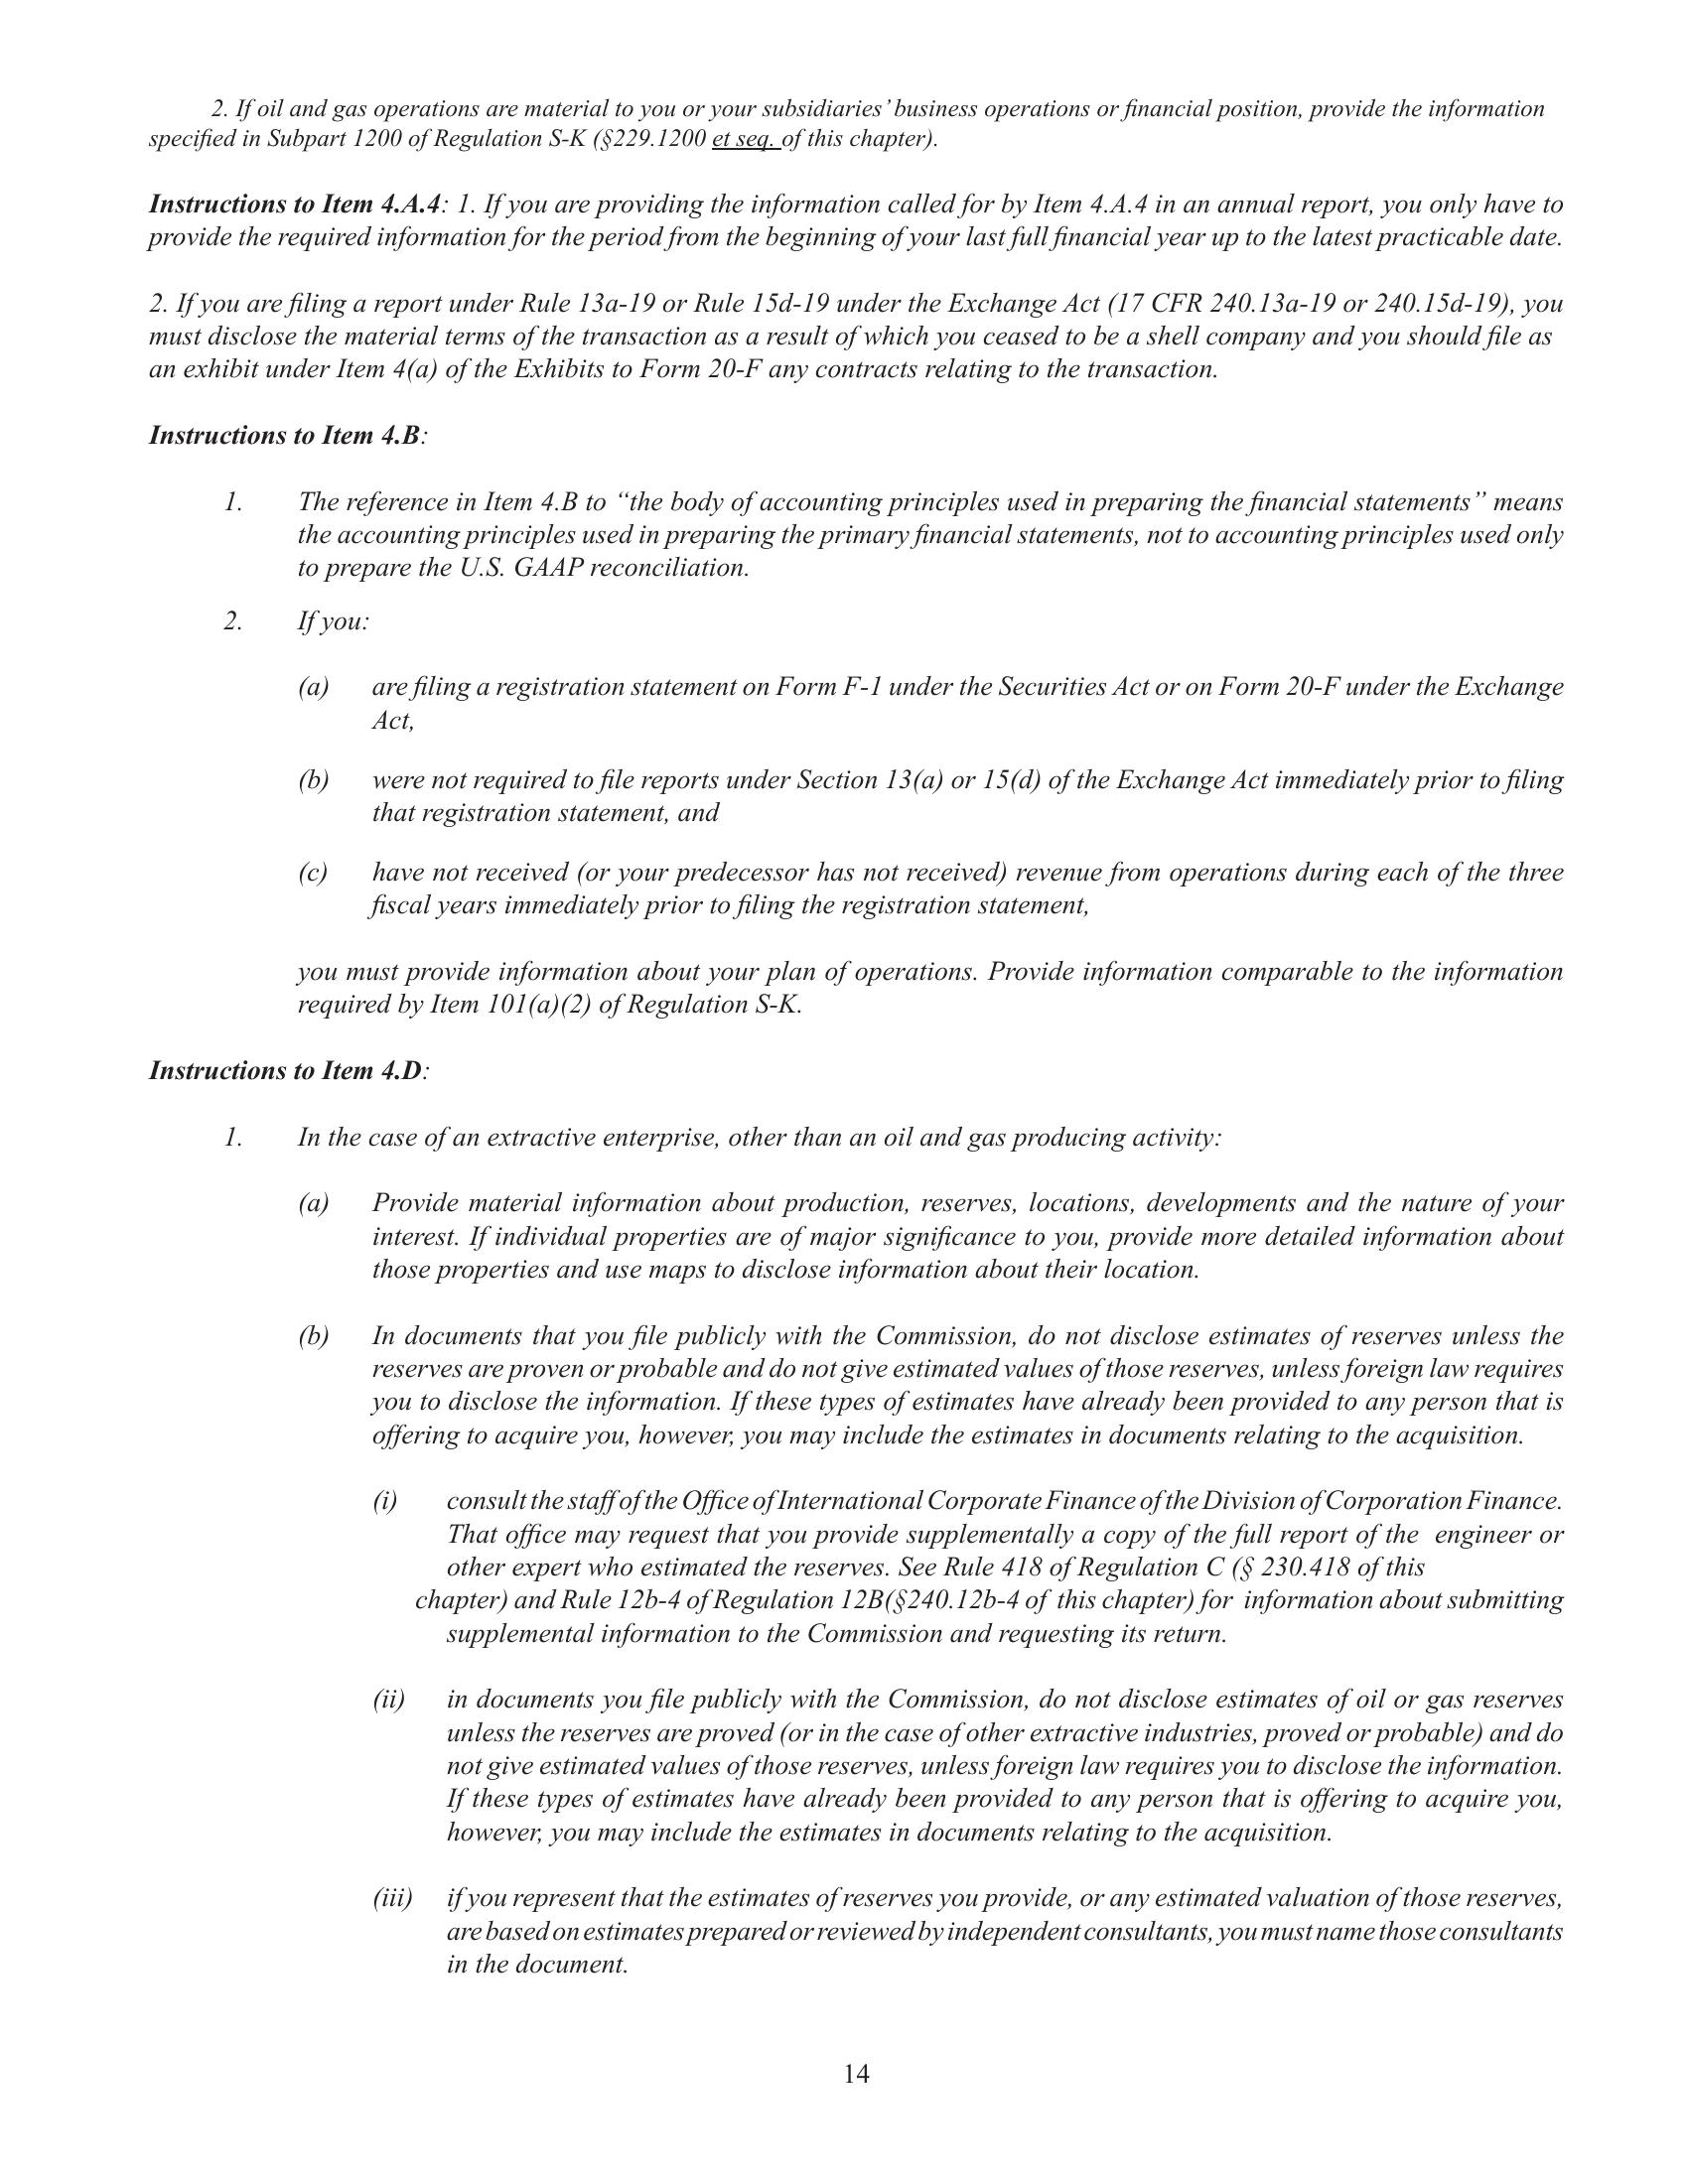 2. If oil and gas operations are material to you or your subsidiaries’ business operations or financial position, provide the information
specified in Subpart 1200 of Regulation S-K (§229.1200 et seq. of this chapter).
Instructions to Item 4.A.4: 1. If you are providing the information called for by Item 4.A.4 in an annual report, you only have to
provide the required information for the period from the beginning of your last full financial year up to the latest practicable date.
2. If you are filing a report under Rule 13a-19 or Rule 15d-19 under the Exchange Act (17 CFR 240.13a-19 or 240.15d-19), you
must disclose the material terms of the transaction as a result of which you ceased to be a shell company and you should file as
an exhibit under Item 4(a) of the Exhibits to Form 20-F any contracts relating to the transaction.
Instructions to Item 4.B:
1. The reference in Item 4.B to “the body of accounting principles used in preparing the financial statements” means
the accounting principles used in preparing the primary financial statements, not to accounting principles used only
to prepare the U.S. GAAP reconciliation.
2. If you:
(a) are filing a registration statement on Form F-1 under the Securities Act or on Form 20-F under the Exchange
Act,
(b) were not required to file reports under Section 13(a) or 15(d) of the Exchange Act immediately prior to filing
that registration statement, and
(c) have not received (or your predecessor has not received) revenue from operations during each of the three
fiscal years immediately prior to filing the registration statement,
you must provide information about your plan of operations. Provide information comparable to the information
required by Item 101(a)(2) of Regulation S-K.
Instructions to Item 4.D:
1. In the case of an extractive enterprise, other than an oil and gas producing activity:
(a) Provide material information about production, reserves, locations, developments and the nature of your
interest. If individual properties are of major significance to you, provide more detailed information about
those properties and use maps to disclose information about their location.
(b) In documents that you file publicly with the Commission, do not disclose estimates of reserves unless the
reserves are proven or probable and do not give estimated values of those reserves, unless foreign law requires
you to disclose the information. If these types of estimates have already been provided to any person that is
offering to acquire you, however, you may include the estimates in documents relating to the acquisition.
(i) consult the staff of the Office of International Corporate Finance of the Division of Corporation Finance.
That office may request that you provide supplementally a copy of the full report of the engineer or
other expert who estimated the reserves. See Rule 418 of Regulation C (§ 230.418 of this
chapter) and Rule 12b-4 of Regulation 12B(§240.12b-4 of this chapter) for information about submitting
supplemental information to the Commission and requesting its return.
(ii) in documents you file publicly with the Commission, do not disclose estimates of oil or gas reserves
unless the reserves are proved (or in the case of other extractive industries, proved or probable) and do
not give estimated values of those reserves, unless foreign law requires you to disclose the information.
If these types of estimates have already been provided to any person that is offering to acquire you,
however, you may include the estimates in documents relating to the acquisition.
(iii) if you represent that the estimates of reserves you provide, or any estimated valuation of those reserves,
are based on estimates prepared or reviewed by independent consultants, you must name those consultants
in the document.
14